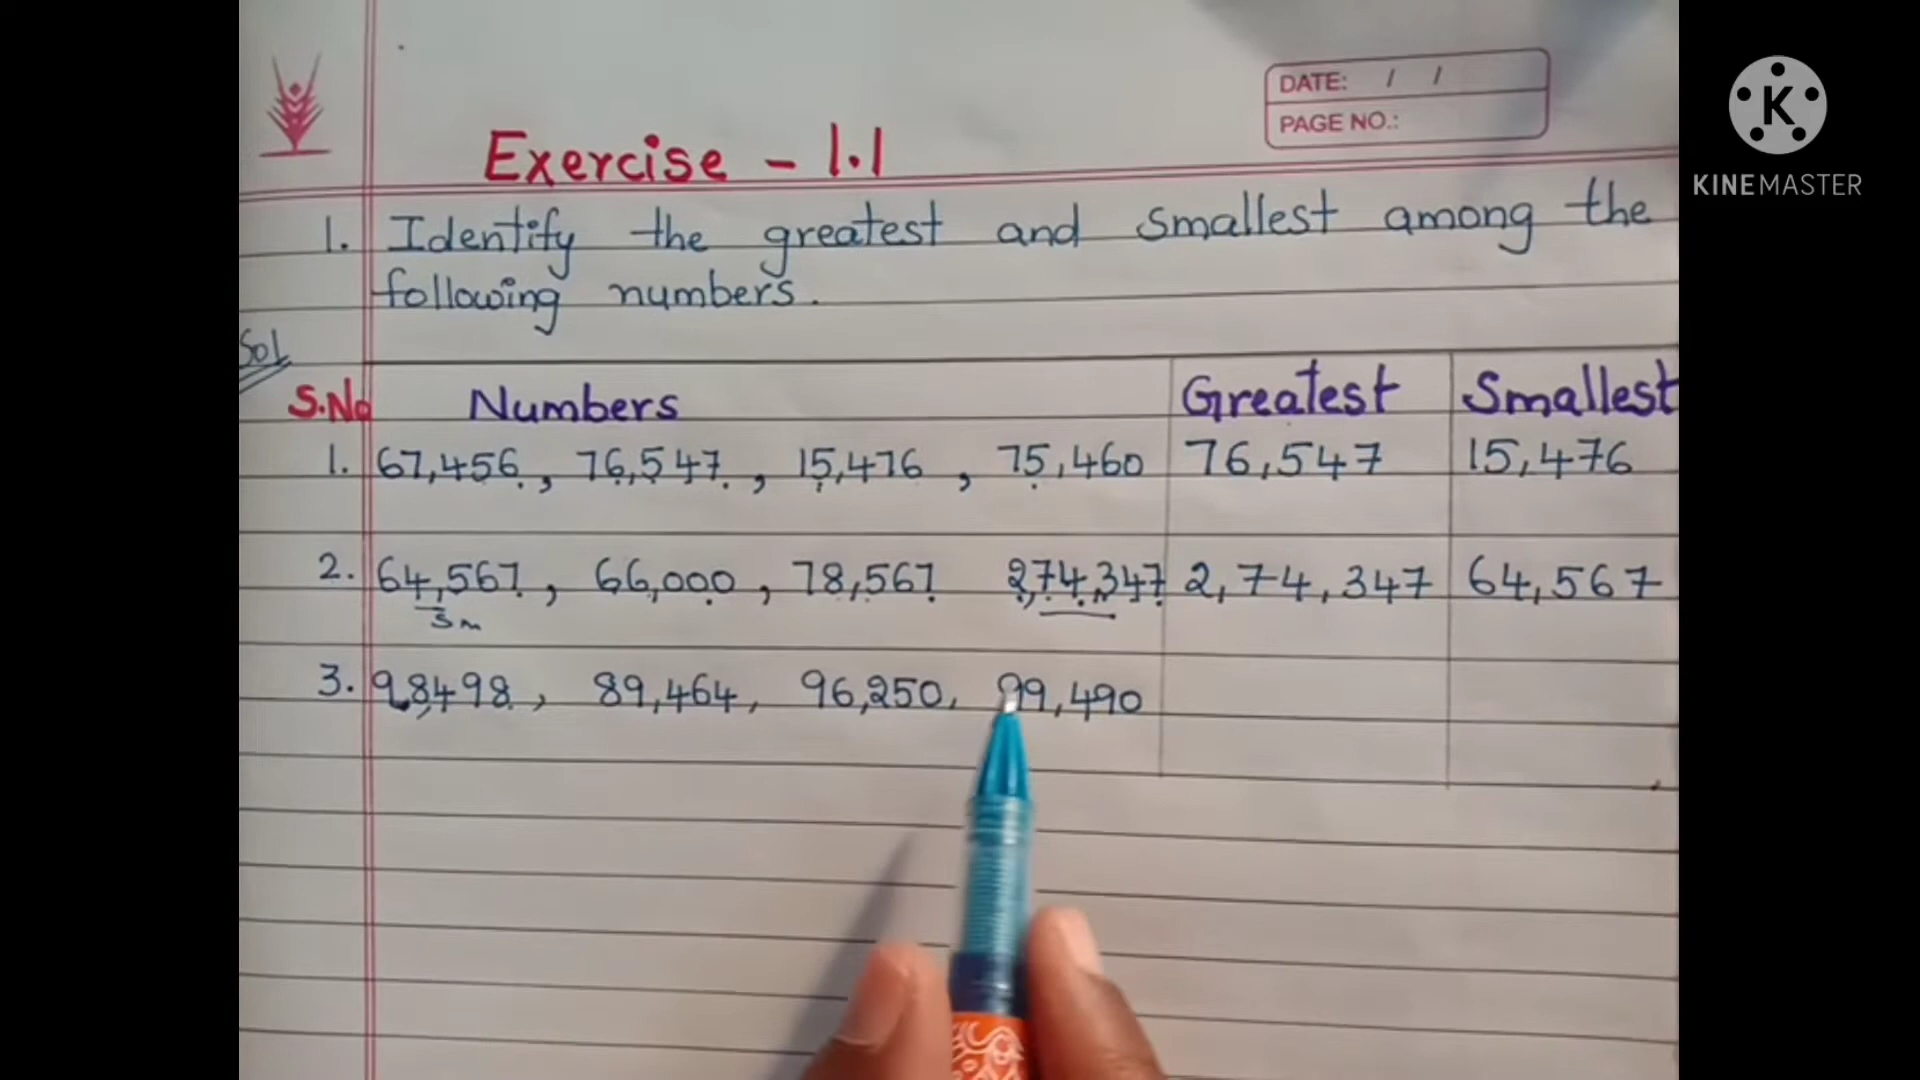 DATE: / /
PAGE NO.:
KINEMASTER
Exercise - 1.1
1. Identify the greatest and smallest among the
following numbers.
Sol
S.No Numbers Greatest Smallest
1. 67,456, 76,547, 15,476, 75,460 76,547 15,476
2. 64,567, 66,000, 78,567 2,74,347 2,74,347 64,567
Sm
3. 98,498, 89,464, 96,250, 99,490